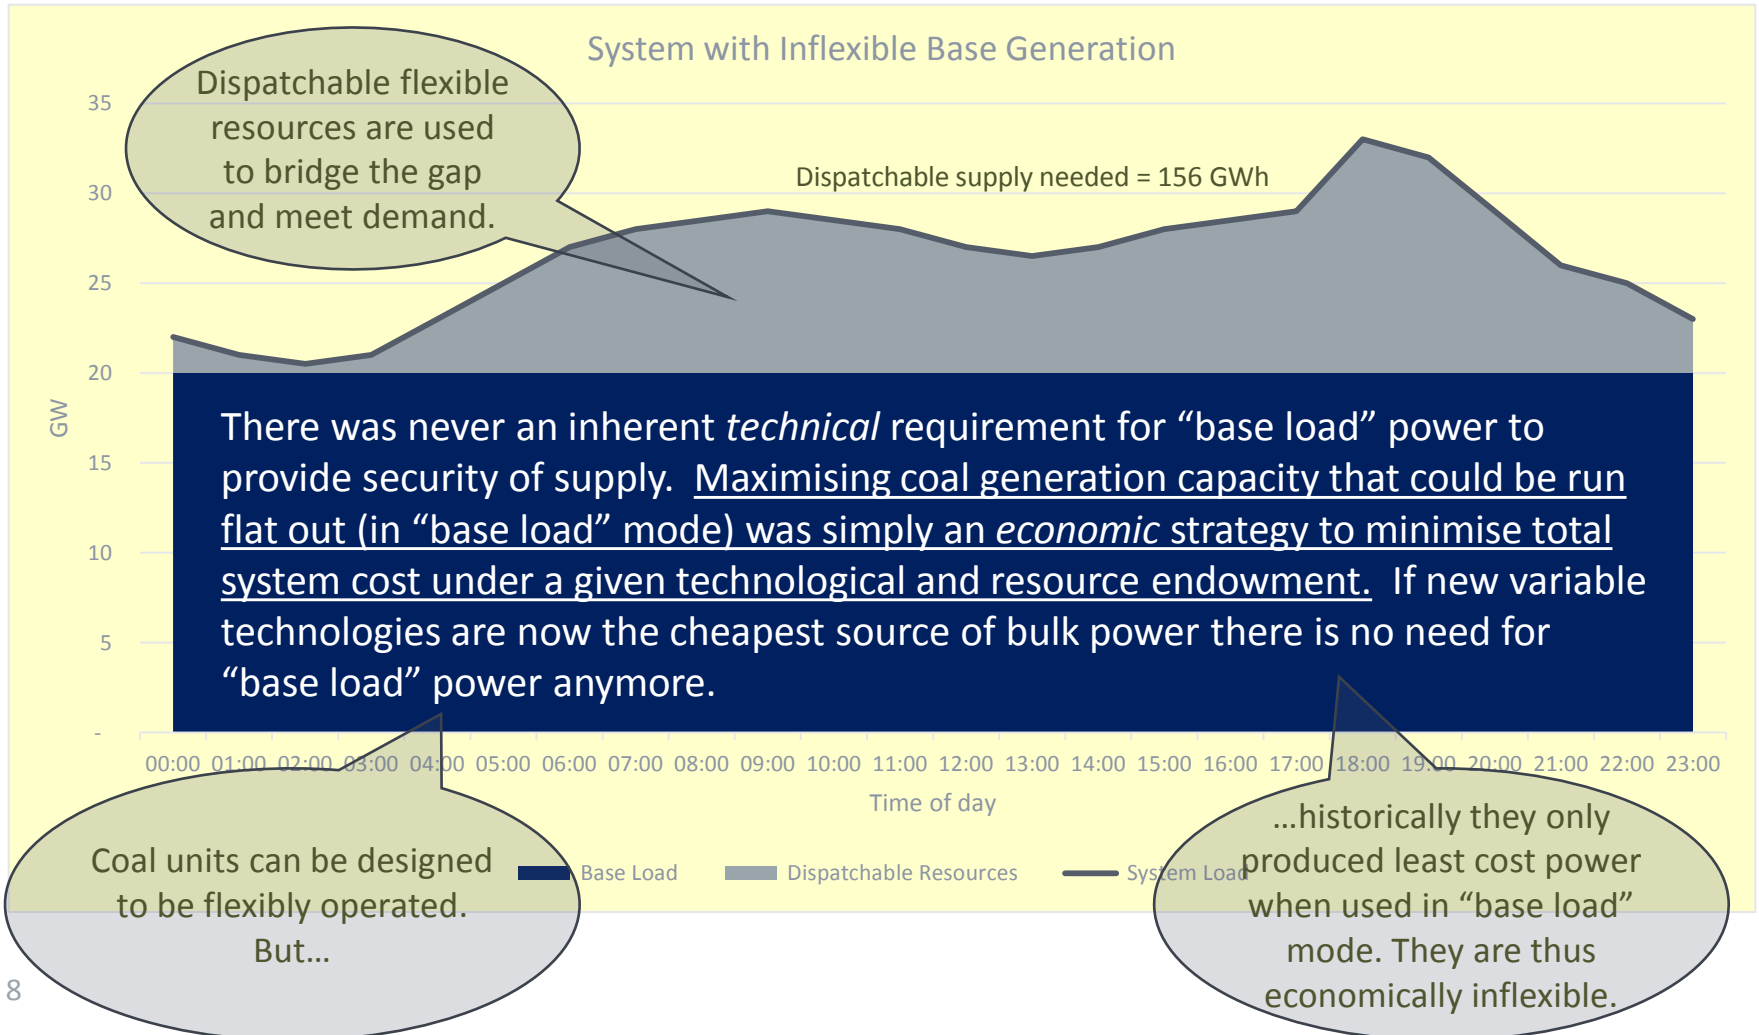 System with Inflexible Base Generation
Dispatchable flexible
resources are used
to bridge the gap
and meet demand.
Dispatchable supply needed = 156 GWh
35
30
25
20
15
10
5
-
GW
There was never an inherent technical requirement for “base load” power to
provide security of supply. Maximising coal generation capacity that could be run
flat out (in “base load” mode) was simply an economic strategy to minimise total
system cost under a given technological and resource endowment. If new variable
technologies are now the cheapest source of bulk power there is no need for
“base load” power anymore.
00:00 01:00 02:00 03:00 04:00 05:00 06:00 07:00 08:00 09:00 10:00 11:00 12:00 13:00 14:00 15:00 16:00 17:00 18:00 19:00 20:00 21:00 22:00 23:00
Time of day
Coal units can be designed
to be flexibly operated.
But…
Base Load Dispatchable Resources System Load
…historically they only
produced least cost power
when used in “base load”
mode. They are thus
economically inflexible.
8